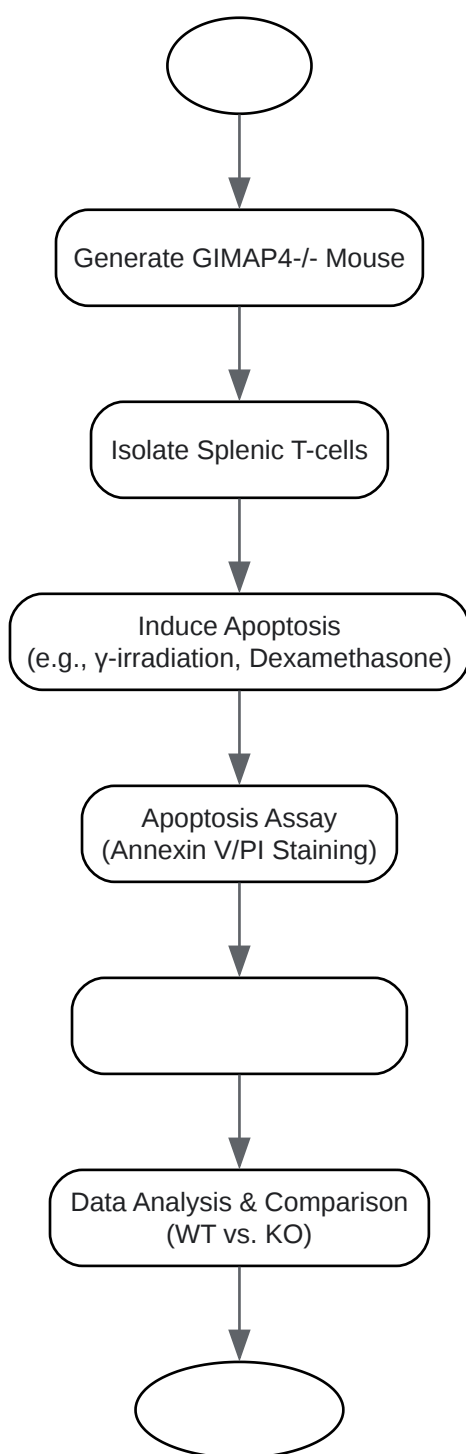 Generate GIMAP4-/- Mouse
Isolate Splenic T-cells
Induce Apoptosis
(e.g., γ-irradiation, Dexamethasone)
Apoptosis Assay
(Annexin V/PI Staining)
Data Analysis & Comparison
(WT vs. KO)